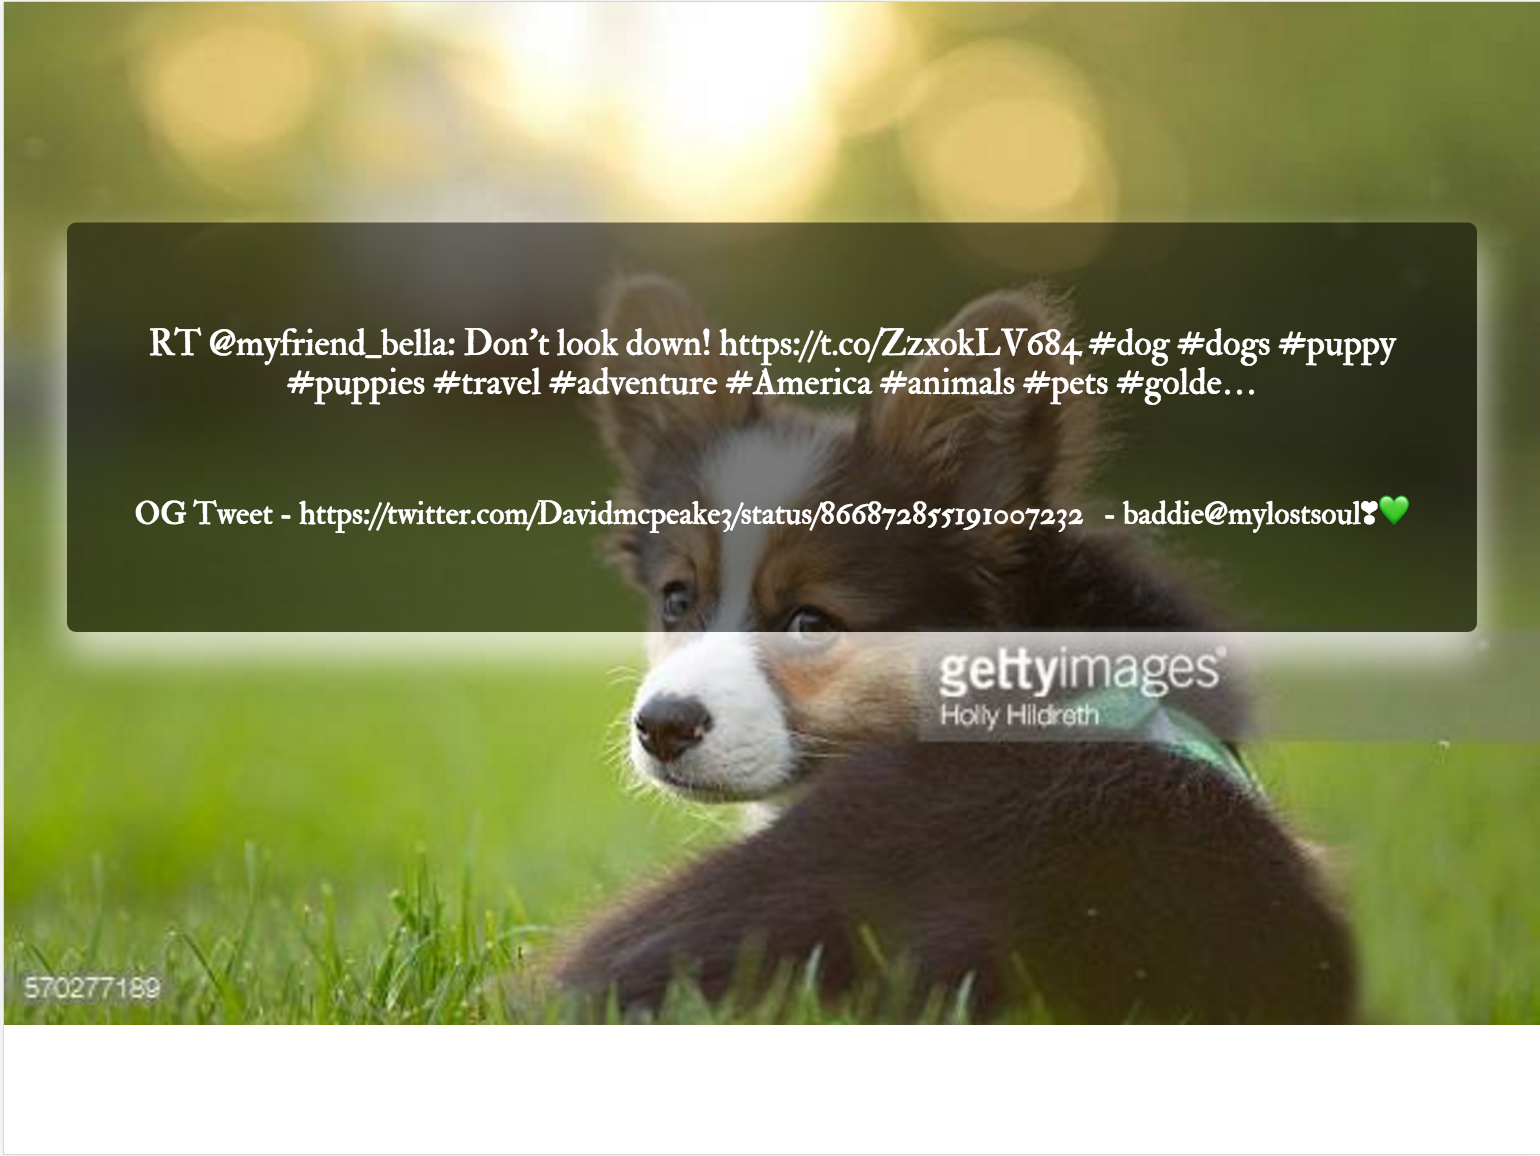 RT @myfriend_bella: Don't look down! https://t.co/ZzxokLV684 #dog #dogs #puppy
#puppies #travel #adventure #America #animals #pets #golde…
OG Tweet - https://twitter.com/Davidmcpeake3/status/866872855191007232 - baddie@mylostsoul❣💚
gettyimages®
Holly Hildreth
570277189